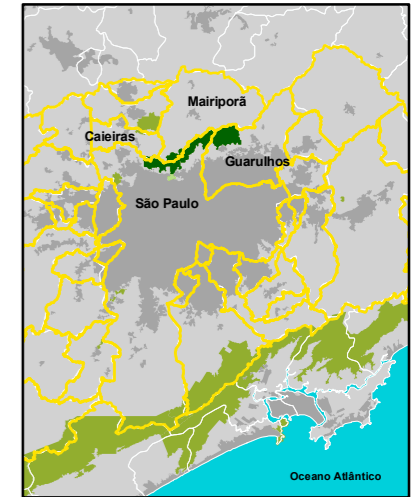 Mairiporã
Caieiras
Guarulhos
São Paulo
Oceano Atlântico